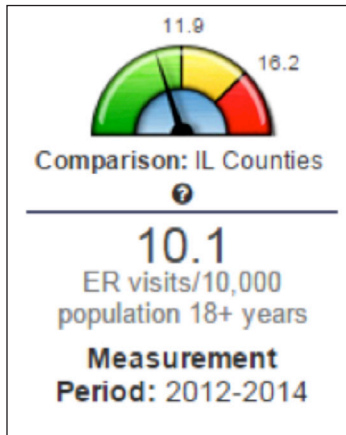 11.9
16.2
Comparison: IL Counties
?
10.1
ER visits/10,000
population 18+ years
Measurement
Period: 2012-2014